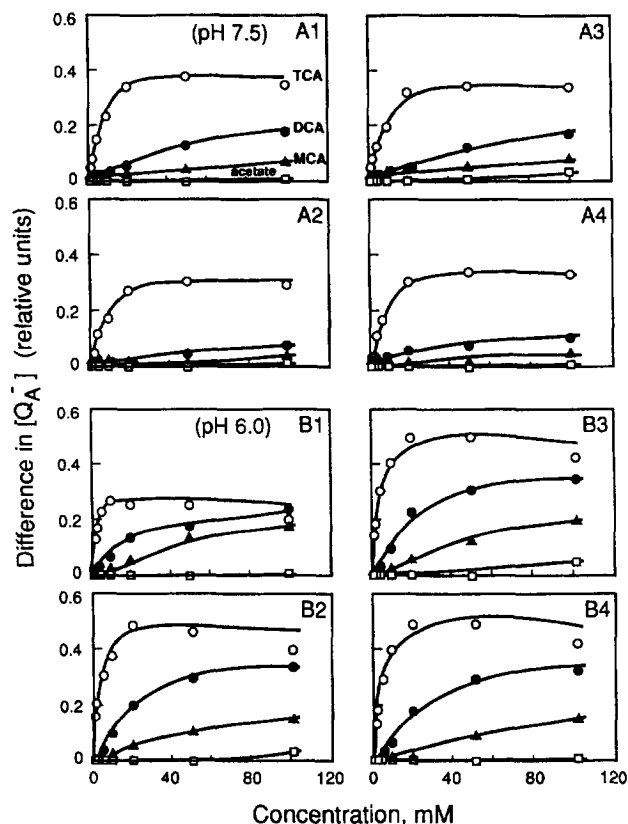 Difference in [Q_A^-] (relative units)
0.6
0.4
0.2
0
(pH 7.5)
A1
TCA
DCA
MCA
acetate
A3
0.6
0.4
0.2
0
A2
A4
0.6
0.4
0.2
0
(pH 6.0)
B1
B3
0.6
0.4
0.2
0
B2
B4
0
40
80
120
0
40
80
120
Concentration, mM